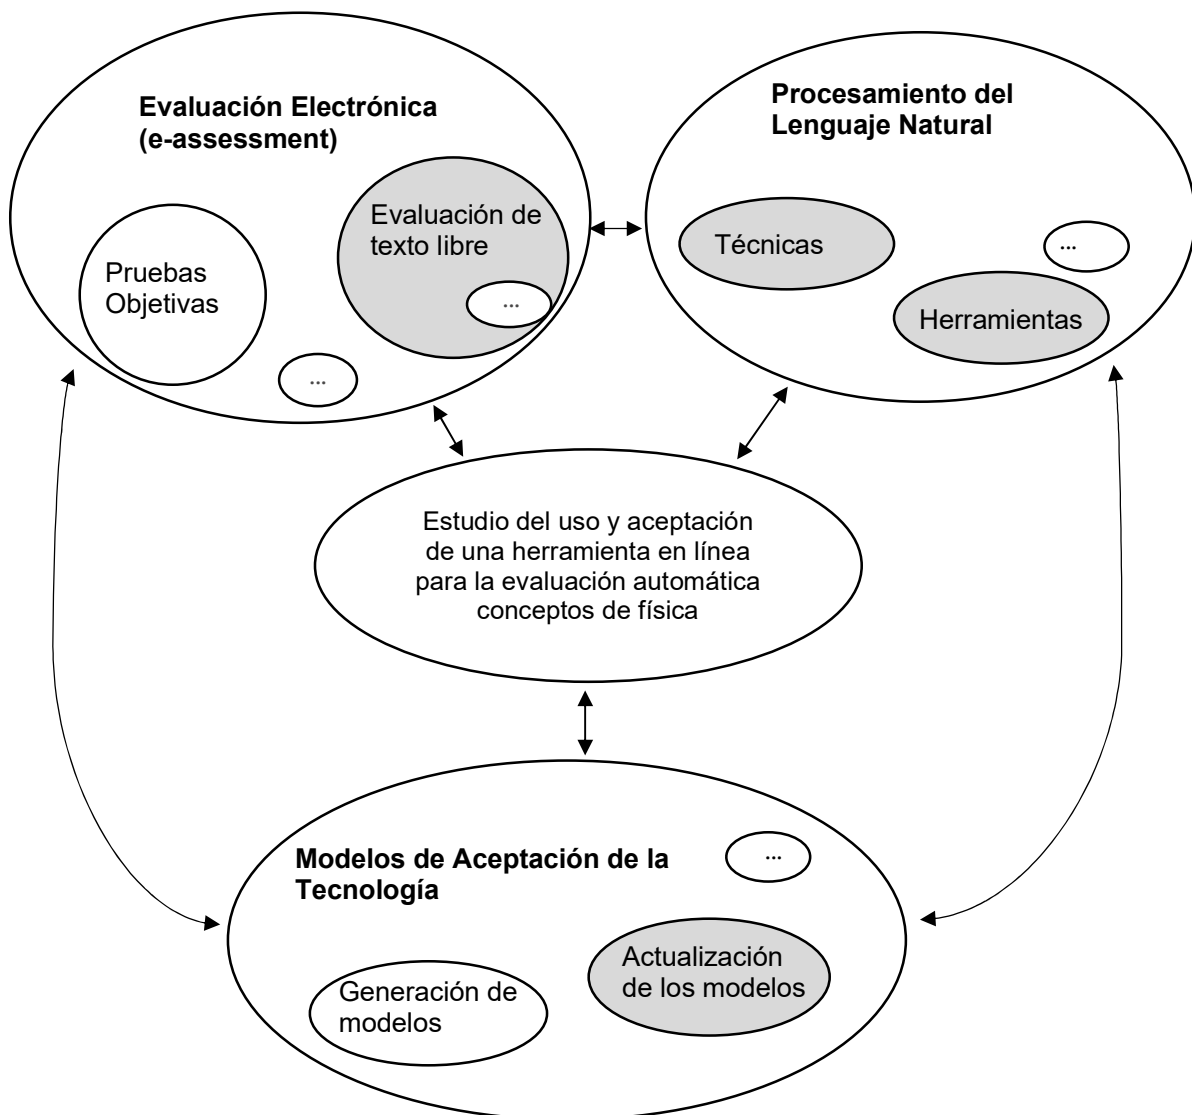 Evaluación Electrónica
(e-assessment)
Evaluación de
texto libre
Pruebas
Objetivas
...
...
Procesamiento del
Lenguaje Natural
Técnicas
...
Herramientas
Estudio del uso y aceptación
de una herramienta en línea
para la evaluación automática
conceptos de física
Modelos de Aceptación de la
Tecnología
...
Actualización
de los modelos
Generación de
modelos